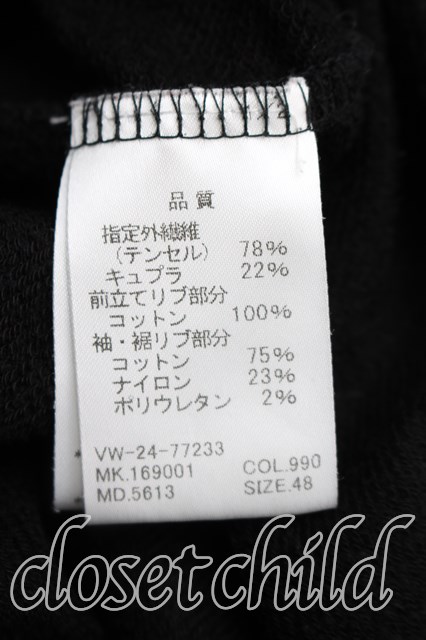 品質
指定外繊維
(テンセル) 78%
キュプラ 22%
前立てリブ部分
コットン 100%
袖・裾リブ部分
コットン 75%
ナイロン 23%
ポリウレタン 2%
VW-24-77233
MK.169001 COL.990
MD.5613 SIZE.48
closetchild